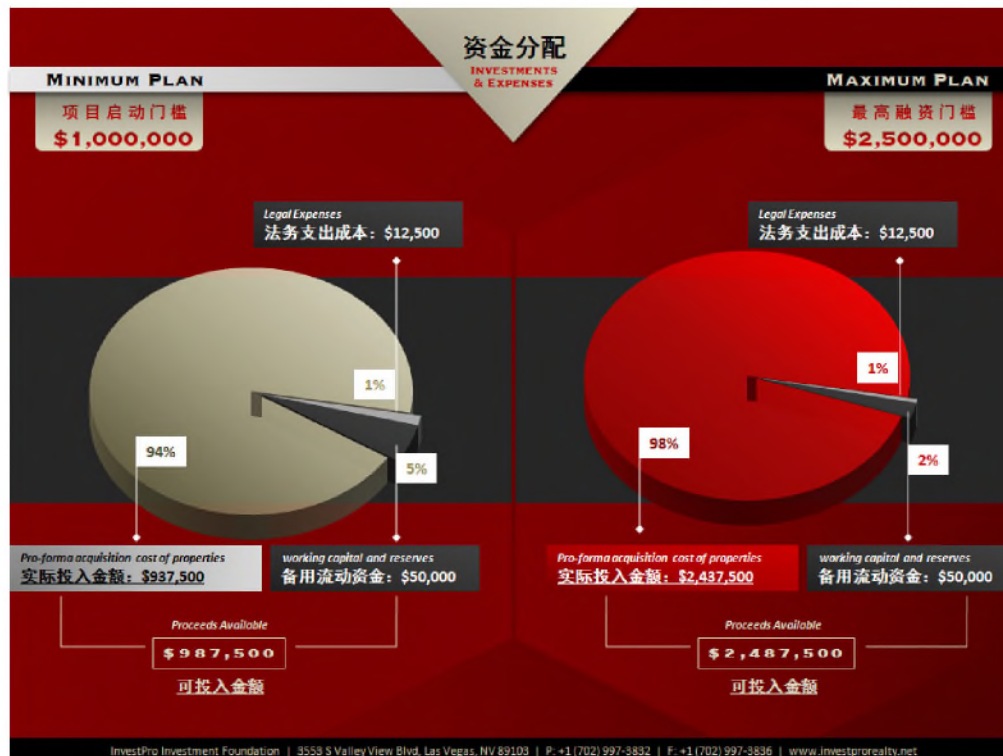 资金分配
INVESTMENTS
& EXPENSES
MINIMUM PLAN
项目启动门槛
$1,000,000
MAXIMUM PLAN
最高融资门槛
$2,500,000
Legal Expenses
法务支出成本：$12,500
1%
94%
5%
Pro-forma acquisition cost of properties
实际投入金额：$937,500
working capital and reserves
备用流动资金：$50,000
Proceeds Available
$987,500
可投入金额
Legal Expenses
法务支出成本：$12,500
1%
98%
2%
Pro-forma acquisition cost of properties
实际投入金额：$2,437,500
working capital and reserves
备用流动资金：$50,000
Proceeds Available
$2,487,500
可投入金额
InvestPro Investment Foundation | 3553 S Valley View Blvd, Las Vegas, NV 89103 | P: +1 (702) 997-3832 | F: +1 (702) 997-3836 | www.investprorealty.net